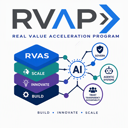 RVAP
REAL VALUE ACCELERATION PROGRAM
RVAS
SCALE
INNOVATE
BUILD
AI
BUILD + INNOVATE + SCALE